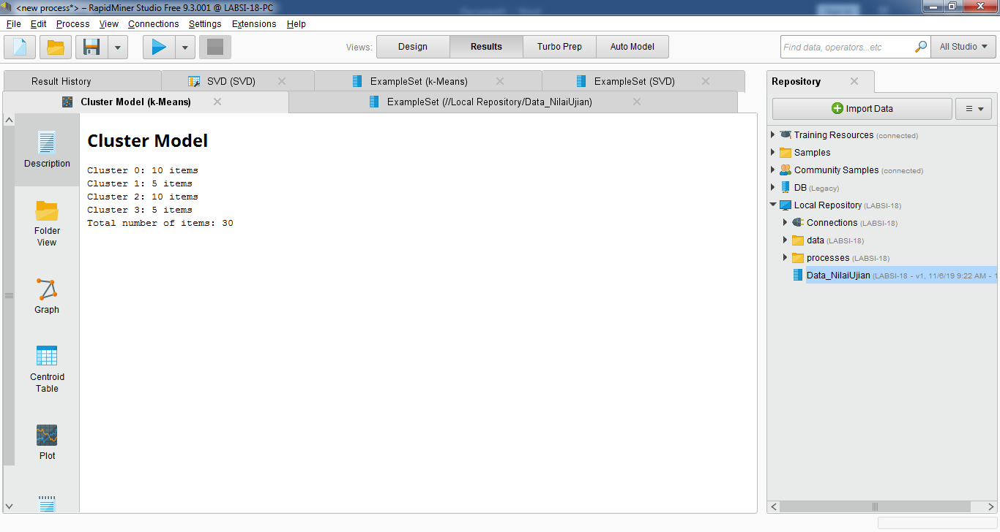 <new process*> – RapidMiner Studio Free 9.3.001 @ LABSI-18-PC
File Edit Process View Connections Settings Extensions Help
Views: Design Results Turbo Prep Auto Model
Find data, operators...etc
All Studio
Result History
SVD (SVD)
ExampleSet (k-Means)
ExampleSet (SVD)
Cluster Model (k-Means)
ExampleSet (//Local Repository/Data_NilaiUjian)
Description
Folder
View
Graph
Centroid
Table
Plot
Cluster Model
Cluster 0: 10 items
Cluster 1: 5 items
Cluster 2: 10 items
Cluster 3: 5 items
Total number of items: 30
Repository
Import Data
Training Resources (connected)
Samples
Community Samples (connected)
DB (Legacy)
Local Repository (LABSI-18)
Connections (LABSI-18)
data (LABSI-18)
processes (LABSI-18)
Data_NilaiUjian (LABSI-18 - v1, 11/6/19 9:22 AM - 1